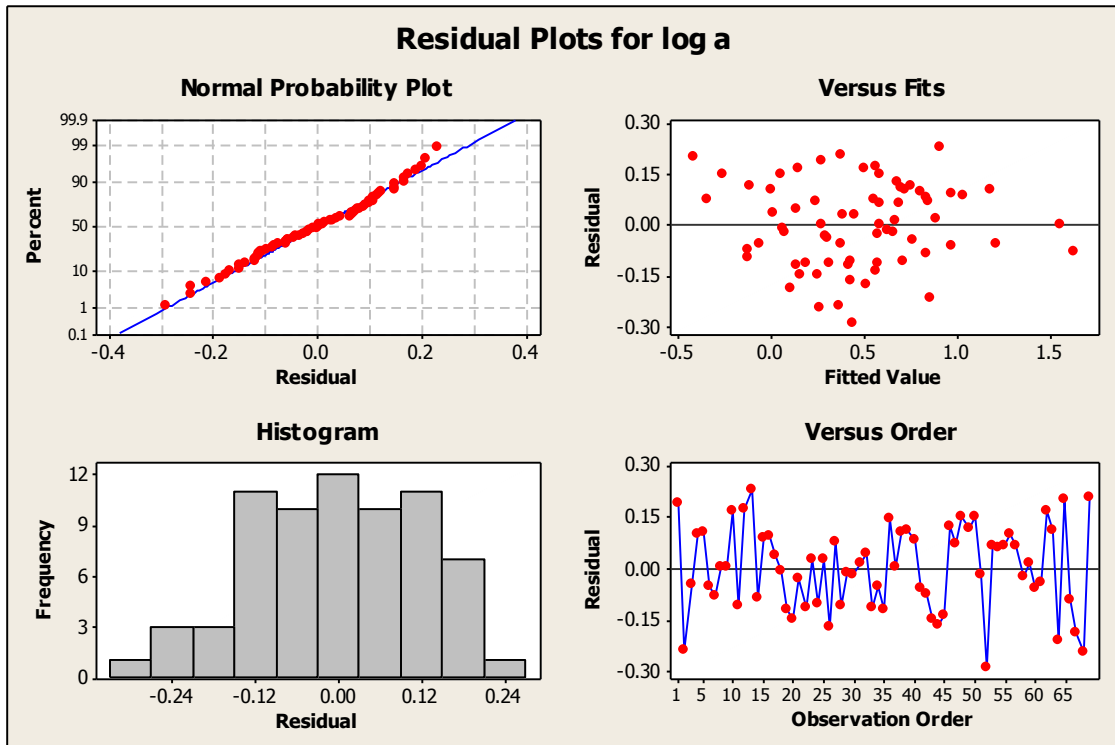 Residual Plots for log a
Normal Probability Plot
99.9
99
90
50
10
1
0.1
Percent
-0.4 -0.2 0.0 0.2 0.4
Residual
Versus Fits
0.30
0.15
0.00
-0.15
-0.30
Residual
-0.5 0.0 0.5 1.0 1.5
Fitted Value
Histogram
12
9
6
3
0
Frequency
-0.24 -0.12 0.00 0.12 0.24
Residual
Versus Order
0.30
0.15
0.00
-0.15
-0.30
Residual
1 5 10 15 20 25 30 35 40 45 50 55 60 65
Observation Order